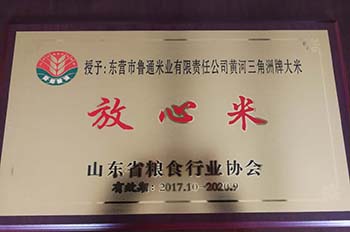 授予：东营市鲁通米业有限责任公司黄河三角洲牌大米
放心米
山东省粮食行业协会
有效期：2017.10-2020.9